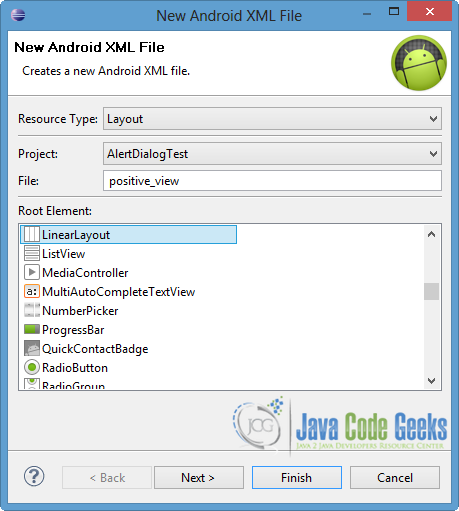 New Android XML File
New Android XML File
Creates a new Android XML file.
Resource Type: Layout
Project: AlertDialogTest
File: positive_view
Root Element:
LinearLayout
ListView
MediaController
a: MultiAutoCompleteTextView
NumberPicker
ProgressBar
QuickContactBadge
RadioButton
RadioGroup
JCG Java Code Geeks
Java 2 Java Developers Resource Center
? < Back Next > Finish Cancel